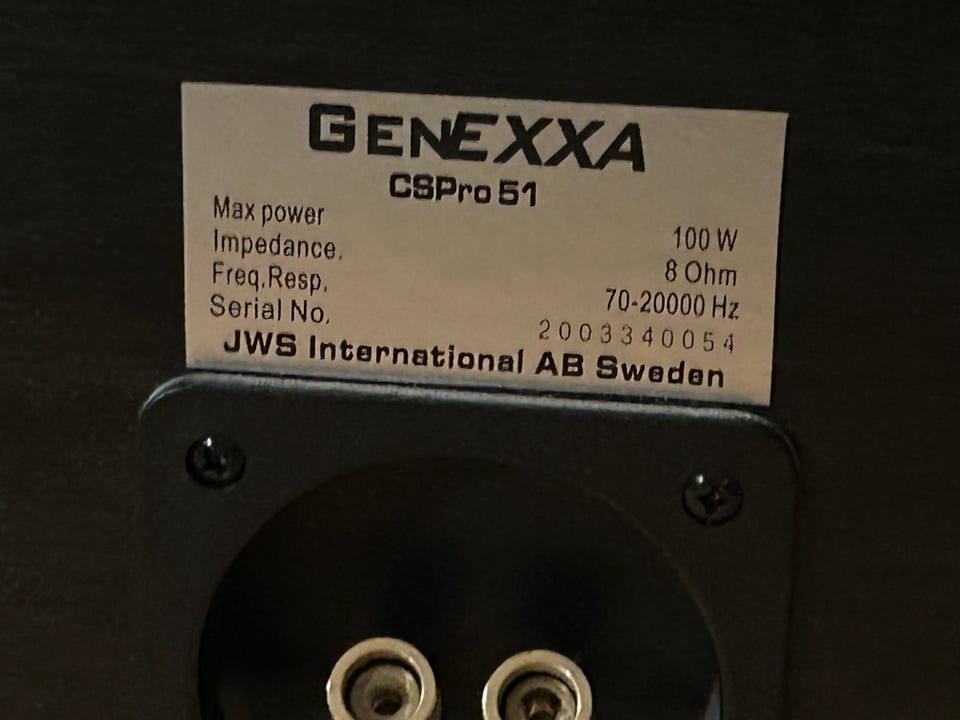 GENEXXA
CSPro 51
Max power 100 W
Impedance. 8 Ohm
Freq.Resp. 70-20000 Hz
Serial No. 2003340054
JWS International AB Sweden